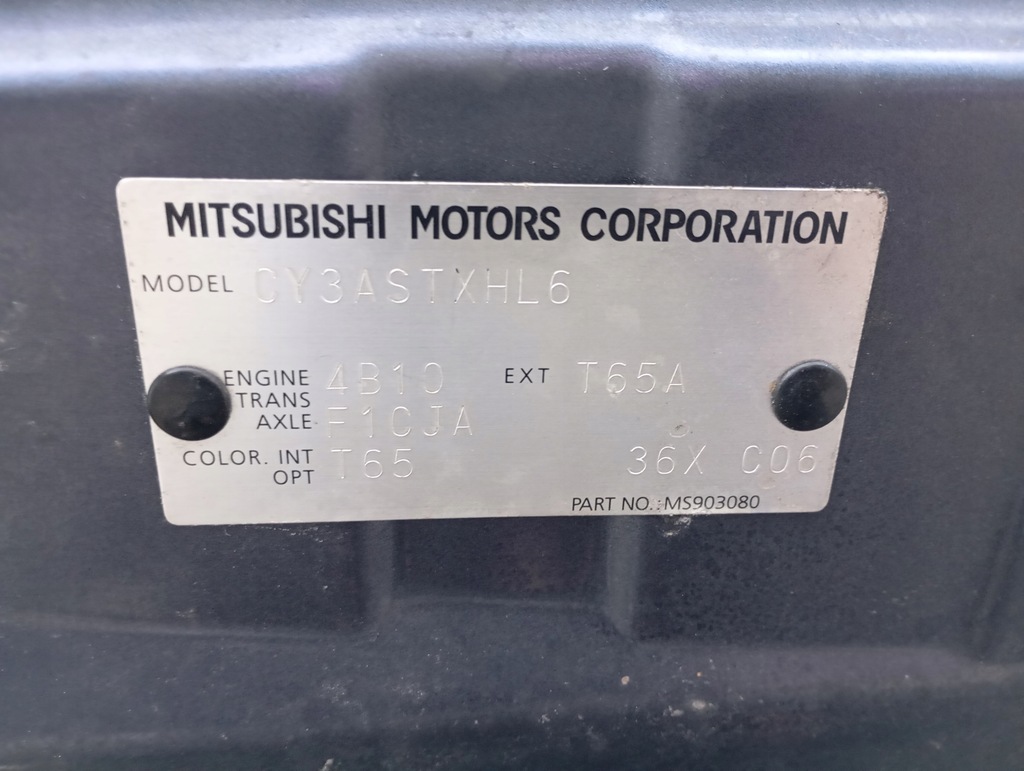 MITSUBISHI MOTORS CORPORATION
MODEL CY3ASTXHL6
ENGINE 4B10 EXT T65A
TRANS
AXLE F1CJA
COLOR. INT T65 36X C06
OPT
PART NO.: MS903080